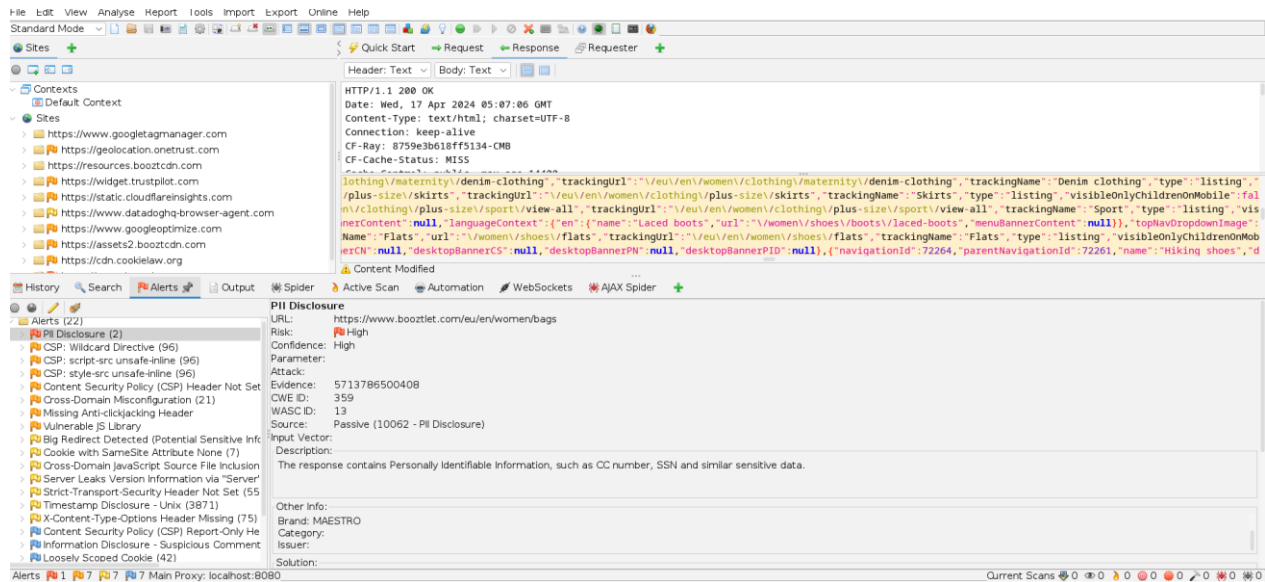 File Edit View Analyse Report Tools Import Export Online Help
Standard Mode
Sites
Quick Start Request Response Requester
Header: Text Body: Text
Contexts
Default Context
Sites
https://www.googletagmanager.com
https://geolocation.onetrust.com
https://resources.booztcdn.com
https://widget.trustpilot.com
https://static.cloudflareinsights.com
https://www.datadoghq-browser-agent.com
https://www.googleoptimize.com
https://assets2.booztcdn.com
https://cdn.cookielaw.org
HTTP/1.1 200 OK
Date: Wed, 17 Apr 2024 05:07:06 GMT
Content-Type: text/html; charset=UTF-8
Connection: keep-alive
CF-Ray: 8759e3b618ff5134-CMB
CF-Cache-Status: MISS
lothing\/maternity\/denim-clothing","trackingUrl":"\/eu\/en\/women\/clothing\/maternity\/denim-clothing","trackingName":"Denim clothing","type":"listing","
/plus-size\/skirts","trackingUrl":"\/eu\/en\/women\/clothing\/plus-size\/skirts","trackingName":"Skirts","type":"listing","visibleOnlyChildrenOnMobile":fal
n\/clothing\/plus-size\/sport\/view-all","trackingUrl":"\/eu\/en\/women\/clothing\/plus-size\/sport\/view-all","trackingName":"Sport","type":"listing","vis
nerContent":null,"languageContext":{"en":{"name":"Laced boots","url":"\/women\/shoes\/boots\/laced-boots","menuBannerContent":null}},"topNavDropdownImage":
Name":"Flats","url":"\/women\/shoes\/flats","trackingUrl":"\/eu\/en\/women\/shoes\/flats","trackingName":"Flats","type":"listing","visibleOnlyChildrenOnMob
erCN":null,"desktopBannerCS":null,"desktopBannerPN":null,"desktopBannerPID":null},{"navigationId":72264,"parentNavigationId":72261,"name":"Hiking shoes","d
Content Modified
History Search Alerts Output Spider Active Scan Automation WebSockets AJAX Spider
Alerts (22)
PII Disclosure (2)
CSP: Wildcard Directive (96)
CSP: script-src unsafe-inline (96)
CSP: style-src unsafe-inline (96)
Content Security Policy (CSP) Header Not Set
Cross-Domain Misconfiguration (21)
Missing Anti-clickjacking Header
Vulnerable JS Library
Big Redirect Detected (Potential Sensitive Info
Cookie with SameSite Attribute None (7)
Cross-Domain JavaScript Source File Inclusion
Server Leaks Version Information via "Server"
Strict-Transport-Security Header Not Set (55
Timestamp Disclosure - Unix (3871)
X-Content-Type-Options Header Missing (75)
Content Security Policy (CSP) Report-Only He
Information Disclosure - Suspicious Comment
Loosely Scoped Cookie (42)
PII Disclosure
URL: https://www.booztlet.com/eu/en/women/bags
Risk: High
Confidence: High
Parameter:
Attack:
Evidence: 5713786500408
CWE ID: 359
WASC ID: 13
Source: Passive (10062 - PII Disclosure)
Input Vector:
Description:
The response contains Personally Identifiable Information, such as CC number, SSN and similar sensitive data.
Other Info:
Brand: MAESTRO
Category:
Issuer:
Solution:
Alerts 1 7 7 7 Main Proxy: localhost:8080
Current Scans 0 0 0 0 0 0 0 0